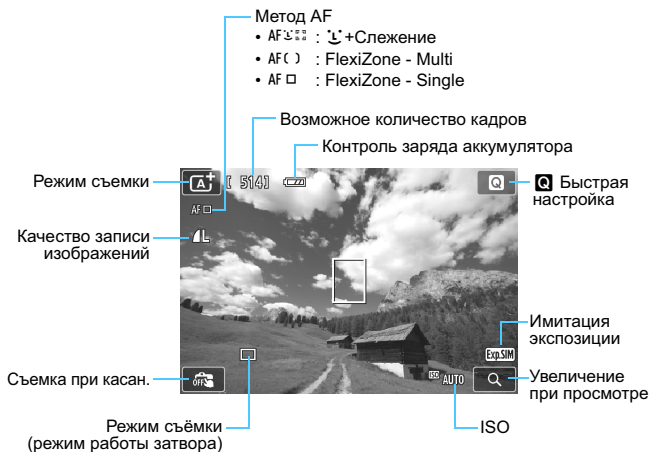 Метод AF
• AF : +Слежение
• AF( ) : FlexiZone - Multi
• AF □ : FlexiZone - Single
Возможное количество кадров
Контроль заряда аккумулятора
Режим съемки
A+
[ 514]
Q
Q Быстрая
настройка
AF □
Качество записи
изображений
L
Имитация
экспозиции
Exp.SIM
Съемка при касан.
OFF
ISO AUTO
Увеличение
при просмотре
Режим съёмки
(режим работы затвора)
ISO